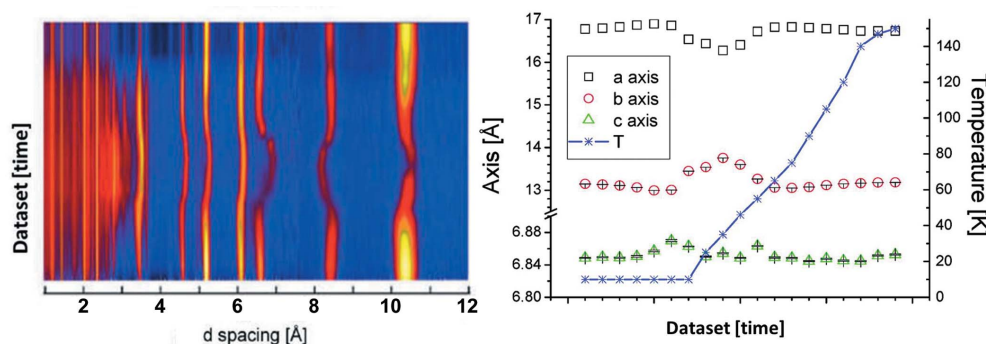 Dataset [time]
2 4 6 8 10 12
d spacing [Å]
17
16
15
14
13
6.88
6.84
6.80
Axis [Å]
a axis
b axis
c axis
T
140
120
100
80
60
40
20
0
Temperature [K]
Dataset [time]